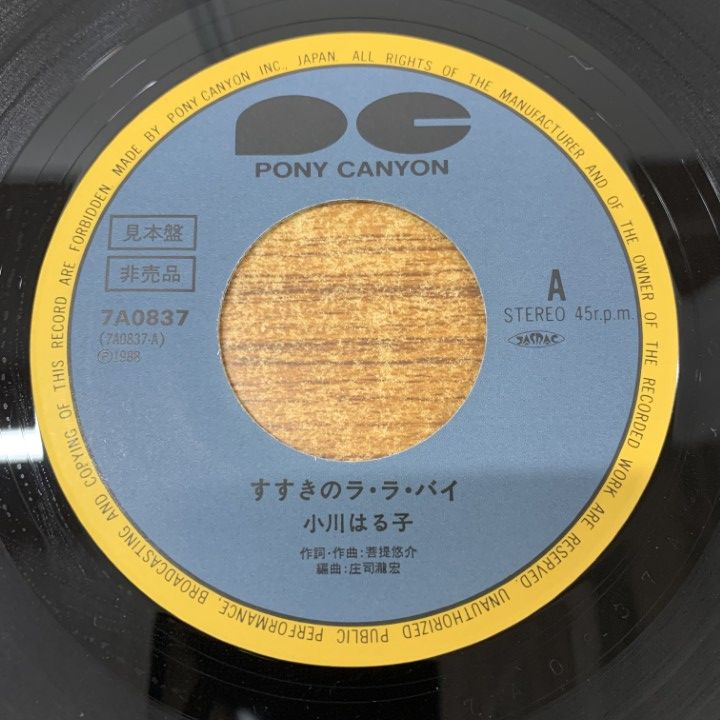 MADE BY PONY CANYON INC., JAPAN. ALL RIGHTS OF THE MANUFACTURER AND OF THE OWNER OF THE RECORDED WORK ARE RESERVED. UNAUTHORIZED PUBLIC PERFORMANCE, BROADCASTING AND COPYING OF THIS RECORD ARE FORBIDDEN
PC
PONY CANYON
見本盤
非売品
7A0837
(7A0837-A)
Ⓟ1988
A
STEREO 45r.p.m.
JASRAC
すすきのラ・ラ・バイ
小川はる子
作詞・作曲:菩提悠介
編曲:庄司瀧宏